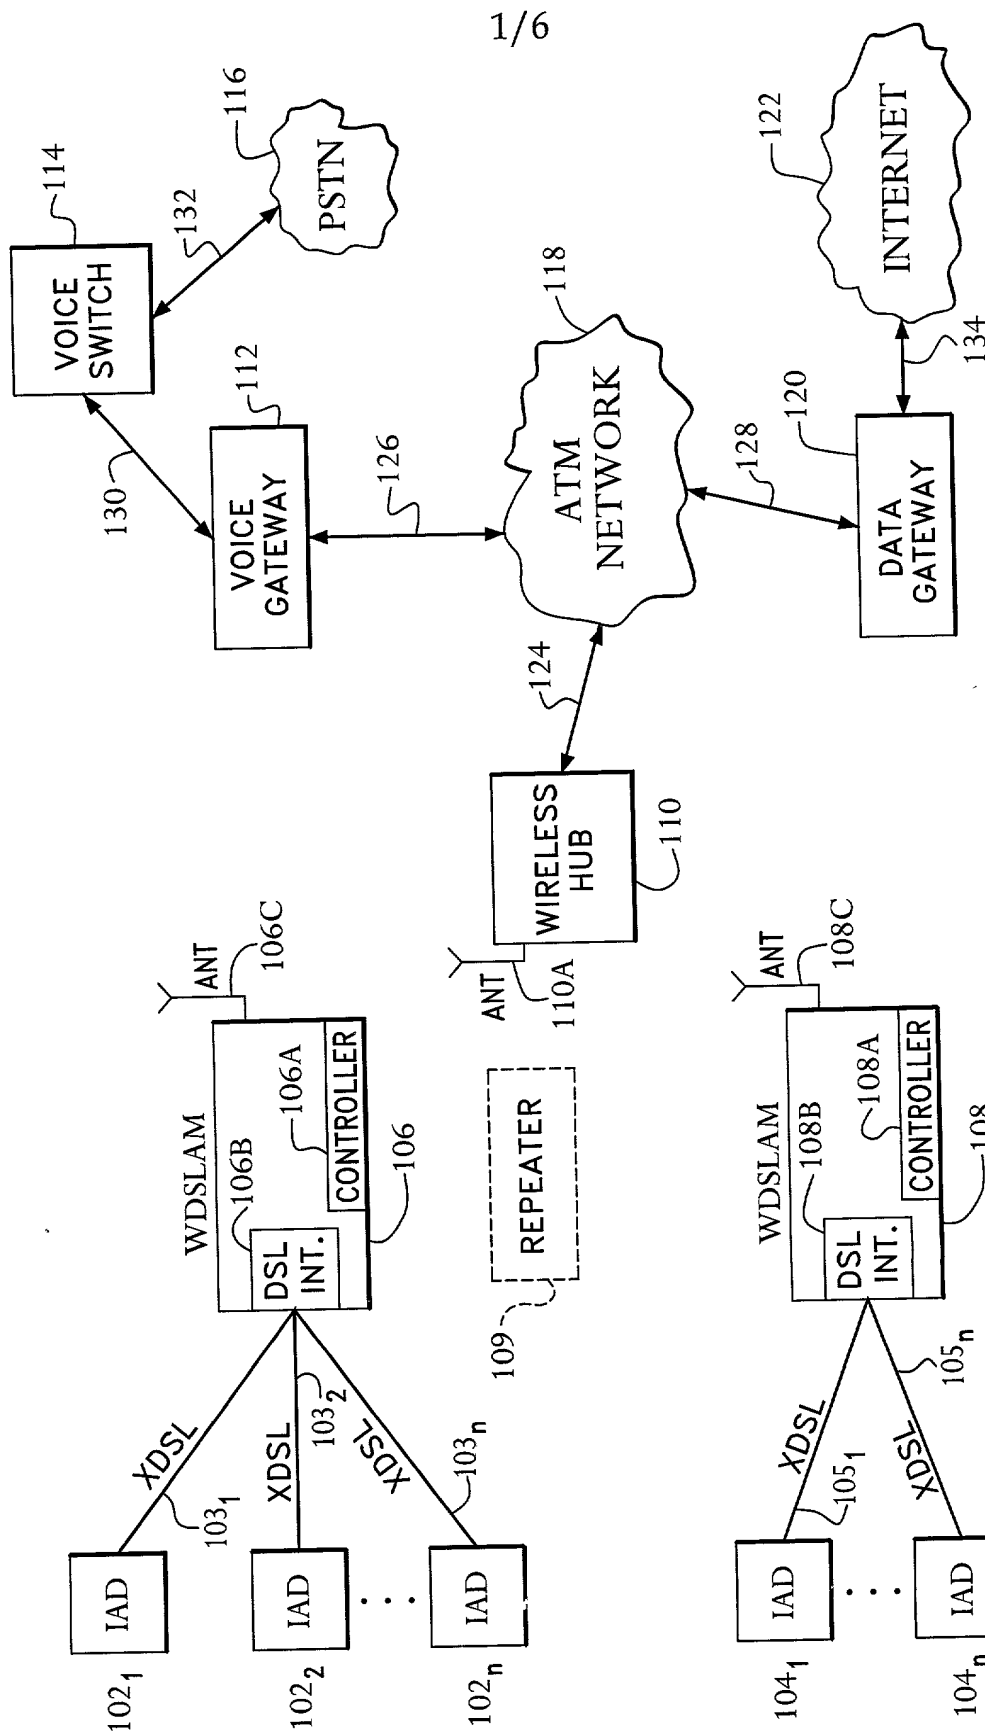 1/6
102₁
IAD
102₂
IAD
102ₙ
IAD
XDSL
103₁
XDSL
103₂
XDSL
103ₙ
WDSLAM
106B
DSL
INT.
106A
CONTROLLER
106
ANT
106C
109
REPEATER
ANT
110A
WIRELESS
HUB
110
124
ATM
NETWORK
118
126
VOICE
GATEWAY
112
130
VOICE
SWITCH
114
132
PSTN
116
128
DATA
GATEWAY
120
134
INTERNET
122
104₁
IAD
104ₙ
IAD
XDSL
105₁
XDSL
105ₙ
WDSLAM
108B
DSL
INT.
108A
CONTROLLER
108
ANT
108C